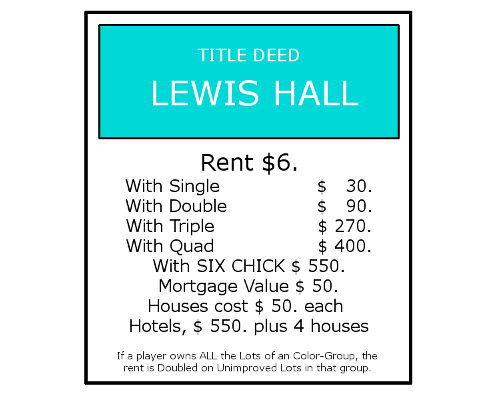 TITLE DEED
LEWIS HALL
Rent $6.
With Single $ 30.
With Double $ 90.
With Triple $ 270.
With Quad $ 400.
With SIX CHICK $ 550.
Mortgage Value $ 50.
Houses cost $ 50. each
Hotels, $ 550. plus 4 houses
If a player owns ALL the Lots of an Color-Group, the
rent is Doubled on Unimproved Lots in that group.